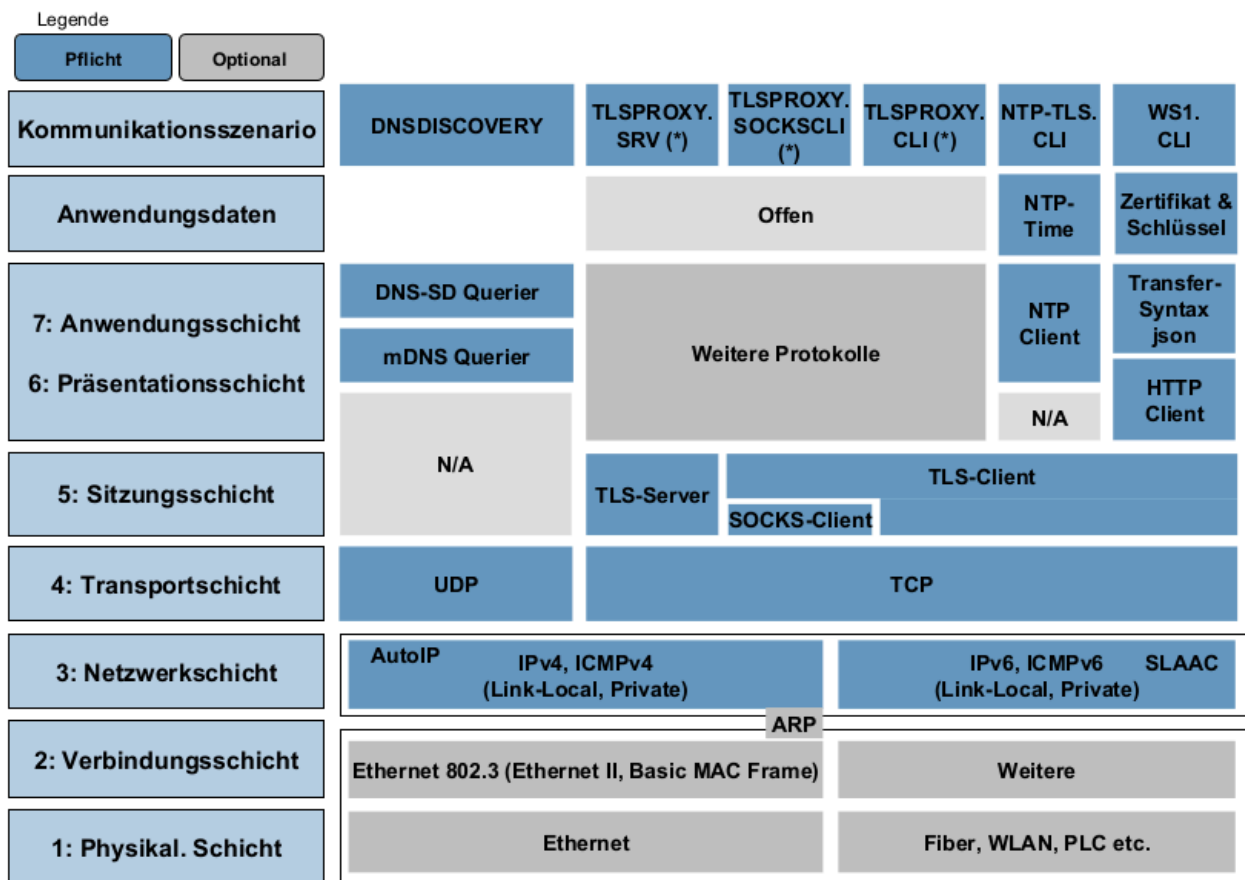 Legende
Pflicht
Optional
Kommunikationsszenario
DNSDISCOVERY
TLSPROXY.
SRV (*)
TLSPROXY.
SOCKSCLI
(*)
TLSPROXY.
CLI (*)
NTP-TLS.
CLI
WS1.
CLI
Anwendungsdaten
Offen
NTP-
Time
Zertifikat &
Schlüssel
7: Anwendungsschicht
6: Präsentationsschicht
DNS-SD Querier
mDNS Querier
Weitere Protokolle
NTP
Client
N/A
Transfer-
Syntax
json
HTTP
Client
N/A
5: Sitzungsschicht
TLS-Server
TLS-Client
SOCKS-Client
4: Transportschicht
UDP
TCP
3: Netzwerkschicht
AutoIP
IPv4, ICMPv4
(Link-Local, Private)
IPv6, ICMPv6
(Link-Local, Private)
SLAAC
ARP
2: Verbindungsschicht
Ethernet 802.3 (Ethernet II, Basic MAC Frame)
Weitere
1: Physikal. Schicht
Ethernet
Fiber, WLAN, PLC etc.